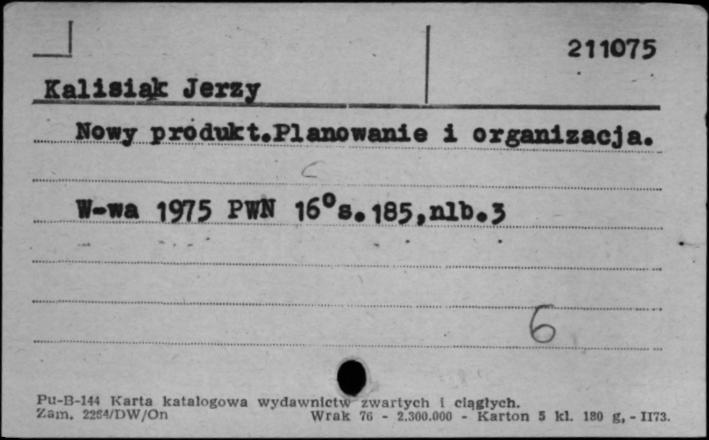 211075
Kalisiak Jerzy
Nowy produkt.Planowanie i organizacja.
W-wa 1975 PWN 16° s.185,nlb.3
6
Pu-B-144 Karta katalogowa wydawnictw zwartych i ciągłych.
Zam. 2264/DW/On Wrak 76 - 2.300.000 - Karton 5 kl. 180 g, - II73.